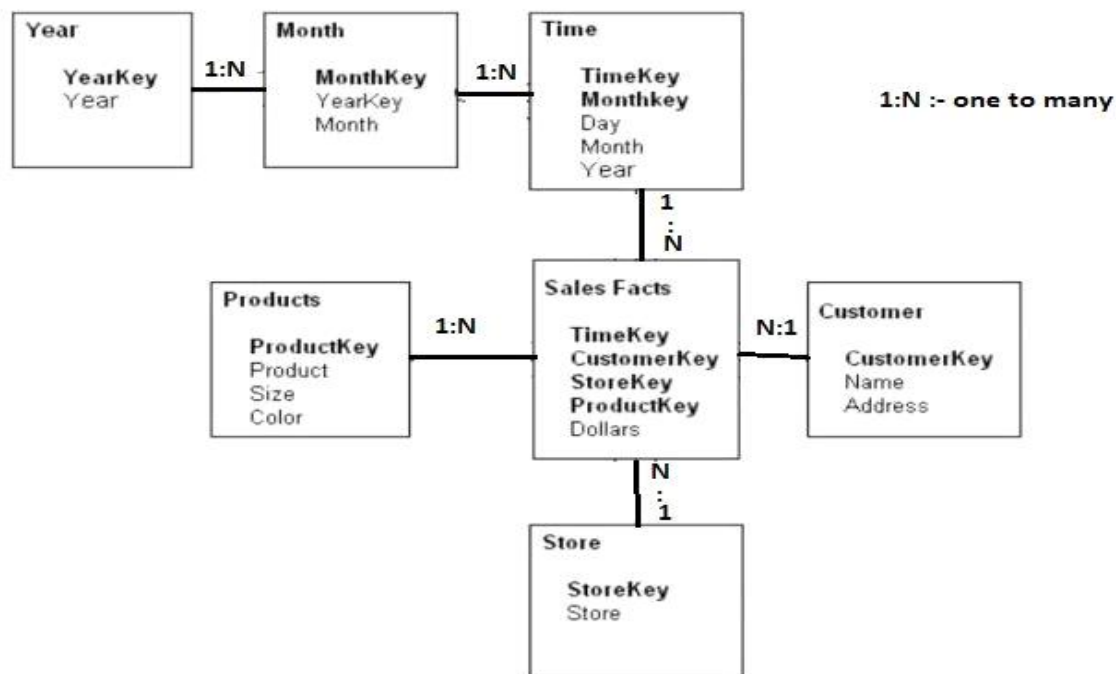 Year
YearKey
Year
1:N
Month
MonthKey
YearKey
Month
1:N
Time
TimeKey
Monthkey
Day
Month
Year
1:N :- one to many
1
:
N
Products
ProductKey
Product
Size
Color
1:N
Sales Facts
TimeKey
CustomerKey
StoreKey
ProductKey
Dollars
N:1
Customer
CustomerKey
Name
Address
N
:
1
Store
StoreKey
Store